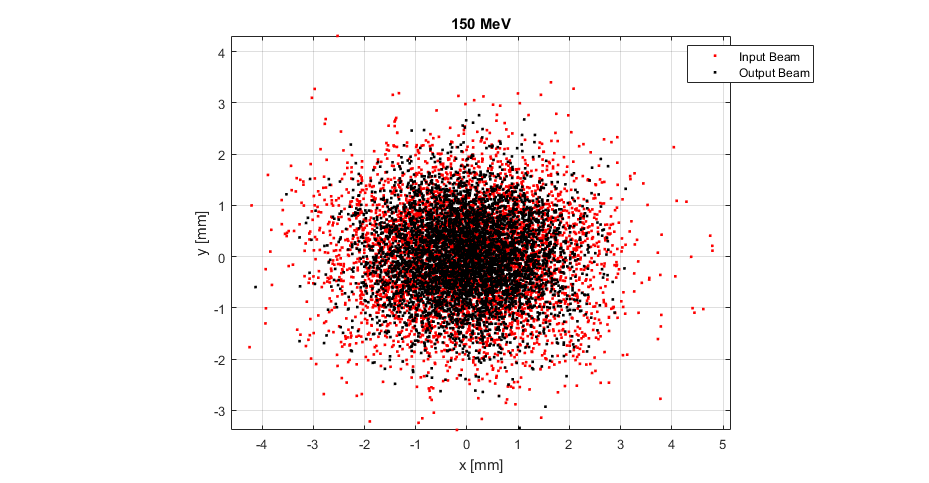 150 MeV
Input Beam
Output Beam
4
3
2
1
0
-1
-2
-3
y [mm]
-4 -3 -2 -1 0 1 2 3 4 5
x [mm]